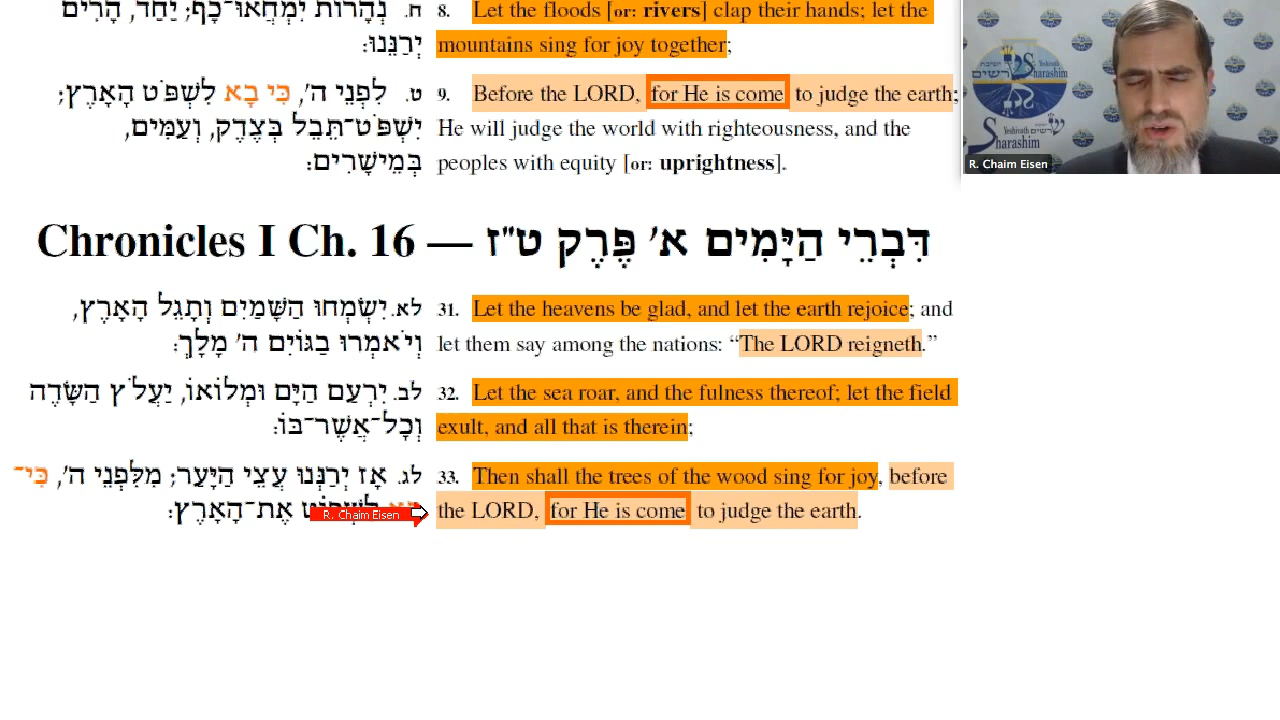 ח. נְהָרוֹת יִמְחֲאוּ־כָף; יַחַד, הָרִים
יְרַנֵּנוּ:
8. Let the floods [or: rivers] clap their hands; let the
mountains sing for joy together;
ט. לִפְנֵי ה', כִּי בָא לִשְׁפֹּט הָאָרֶץ;
יִשְׁפֹּט־תֵּבֵל בְּצֶדֶק, וְעַמִּים,
בְּמֵישָׁרִים:
9. Before the LORD, for He is come to judge the earth;
He will judge the world with righteousness, and the
peoples with equity [or: uprightness].
Chronicles I Ch. 16 — דִּבְרֵי הַיָּמִים א' פֶּרֶק ט"ז
לא. יִשְׂמְחוּ הַשָּׁמַיִם וְתָגֵל הָאָרֶץ,
וְיֹאמְרוּ בַגּוֹיִם ה' מָלָךְ:
31. Let the heavens be glad, and let the earth rejoice; and
let them say among the nations: “The LORD reigneth.”
לב. יִרְעַם הַיָּם וּמְלוֹאוֹ, יַעֲלֹץ הַשָּׂדֶה
וְכָל־אֲשֶׁר־בּוֹ:
32. Let the sea roar, and the fulness thereof; let the field
exult, and all that is therein;
לג. אָז יְרַנְּנוּ עֲצֵי הַיָּעַר; מִלִּפְנֵי ה', כִּי־
אֶת־הָאָרֶץ:
33. Then shall the trees of the wood sing for joy, before
the LORD, for He is come to judge the earth.
R. Chaim Eisen
Yeshivath
Sharashim
Yeshivath שרשים
Sharashim
R. Chaim Eisen